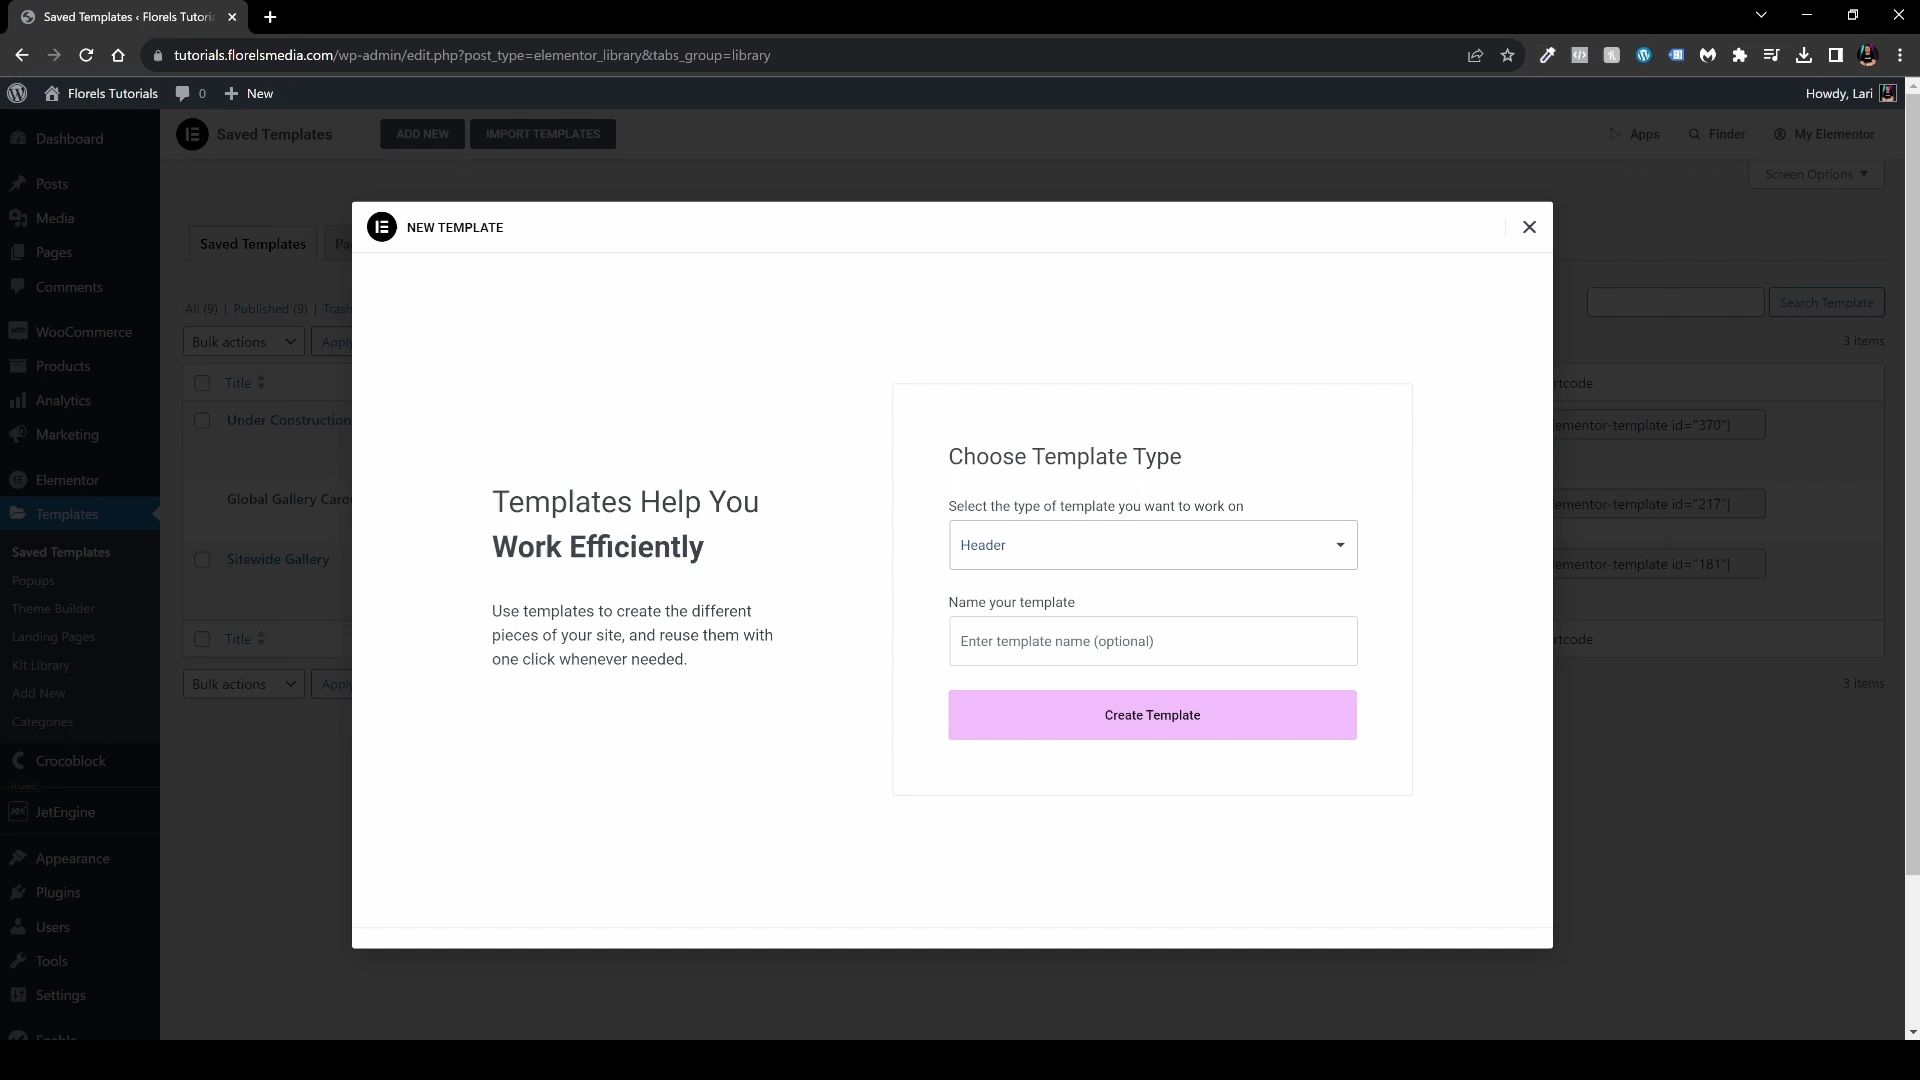 Saved Templates ‹ Florels Tutoria
tutorials.florelsmedia.com/wp-admin/edit.php?post_type=elementor_library&tabs_group=library
Florels Tutorials
0
New
Howdy, Lari
Dashboard
Posts
Media
Pages
Comments
WooCommerce
Products
Analytics
Marketing
Elementor
Templates
Saved Templates
Popups
Theme Builder
Landing Pages
Kit Library
Add New
Categories
Crocoblock
JetEngine
Appearance
Plugins
Users
Tools
Settings
Saved Templates
ADD NEW
IMPORT TEMPLATES
Apps
Finder
My Elementor
Screen Options
Saved Templates
Pa
All (9) | Published (9) | Trash
Search Template
Bulk actions
Apply
3 items
Title
rtcode
Under Construction
ementor-template id="370"]
Global Gallery Carou
ementor-template id="217"]
Sitewide Gallery
ementor-template id="181"]
Title
rtcode
Bulk actions
Apply
3 items
NEW TEMPLATE
Templates Help You
Work Efficiently
Use templates to create the different
pieces of your site, and reuse them with
one click whenever needed.
Choose Template Type
Select the type of template you want to work on
Header
Name your template
Enter template name (optional)
Create Template